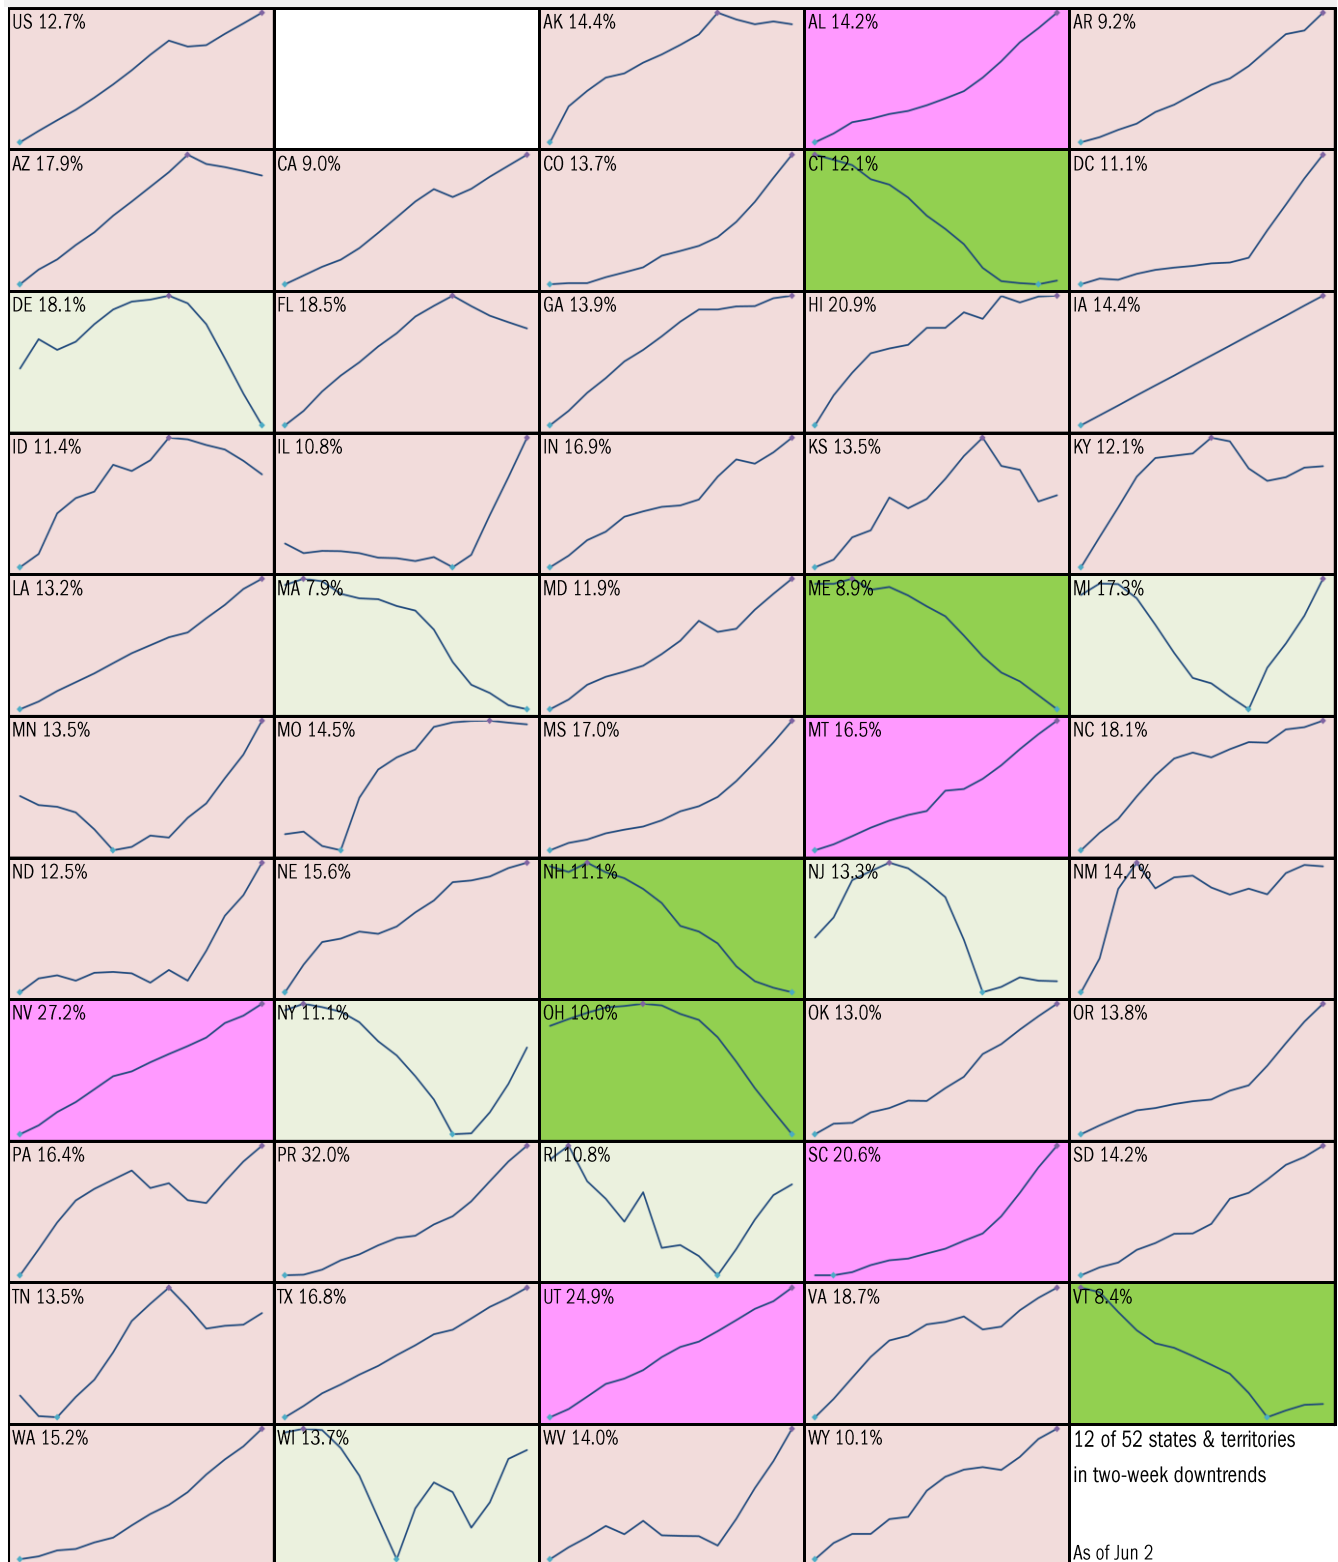 US 12.7%
AK 14.4%
AL 14.2%
AR 9.2%
AZ 17.9%
CA 9.0%
CO 13.7%
CT 12.1%
DC 11.1%
DE 18.1%
FL 18.5%
GA 13.9%
HI 20.9%
IA 14.4%
ID 11.4%
IL 10.8%
IN 16.9%
KS 13.5%
KY 12.1%
LA 13.2%
MA 7.9%
MD 11.9%
ME 8.9%
MI 17.3%
MN 13.5%
MO 14.5%
MS 17.0%
MT 16.5%
NC 18.1%
ND 12.5%
NE 15.6%
NH 11.1%
NJ 13.3%
NM 14.1%
NV 27.2%
NY 11.1%
OH 10.0%
OK 13.0%
OR 13.8%
PA 16.4%
PR 32.0%
RI 10.8%
SC 20.6%
SD 14.2%
TN 13.5%
TX 16.8%
UT 24.9%
VA 18.7%
VT 8.4%
WA 15.2%
WI 13.7%
WV 14.0%
WY 10.1%
12 of 52 states & territories
in two-week downtrends
As of Jun 2